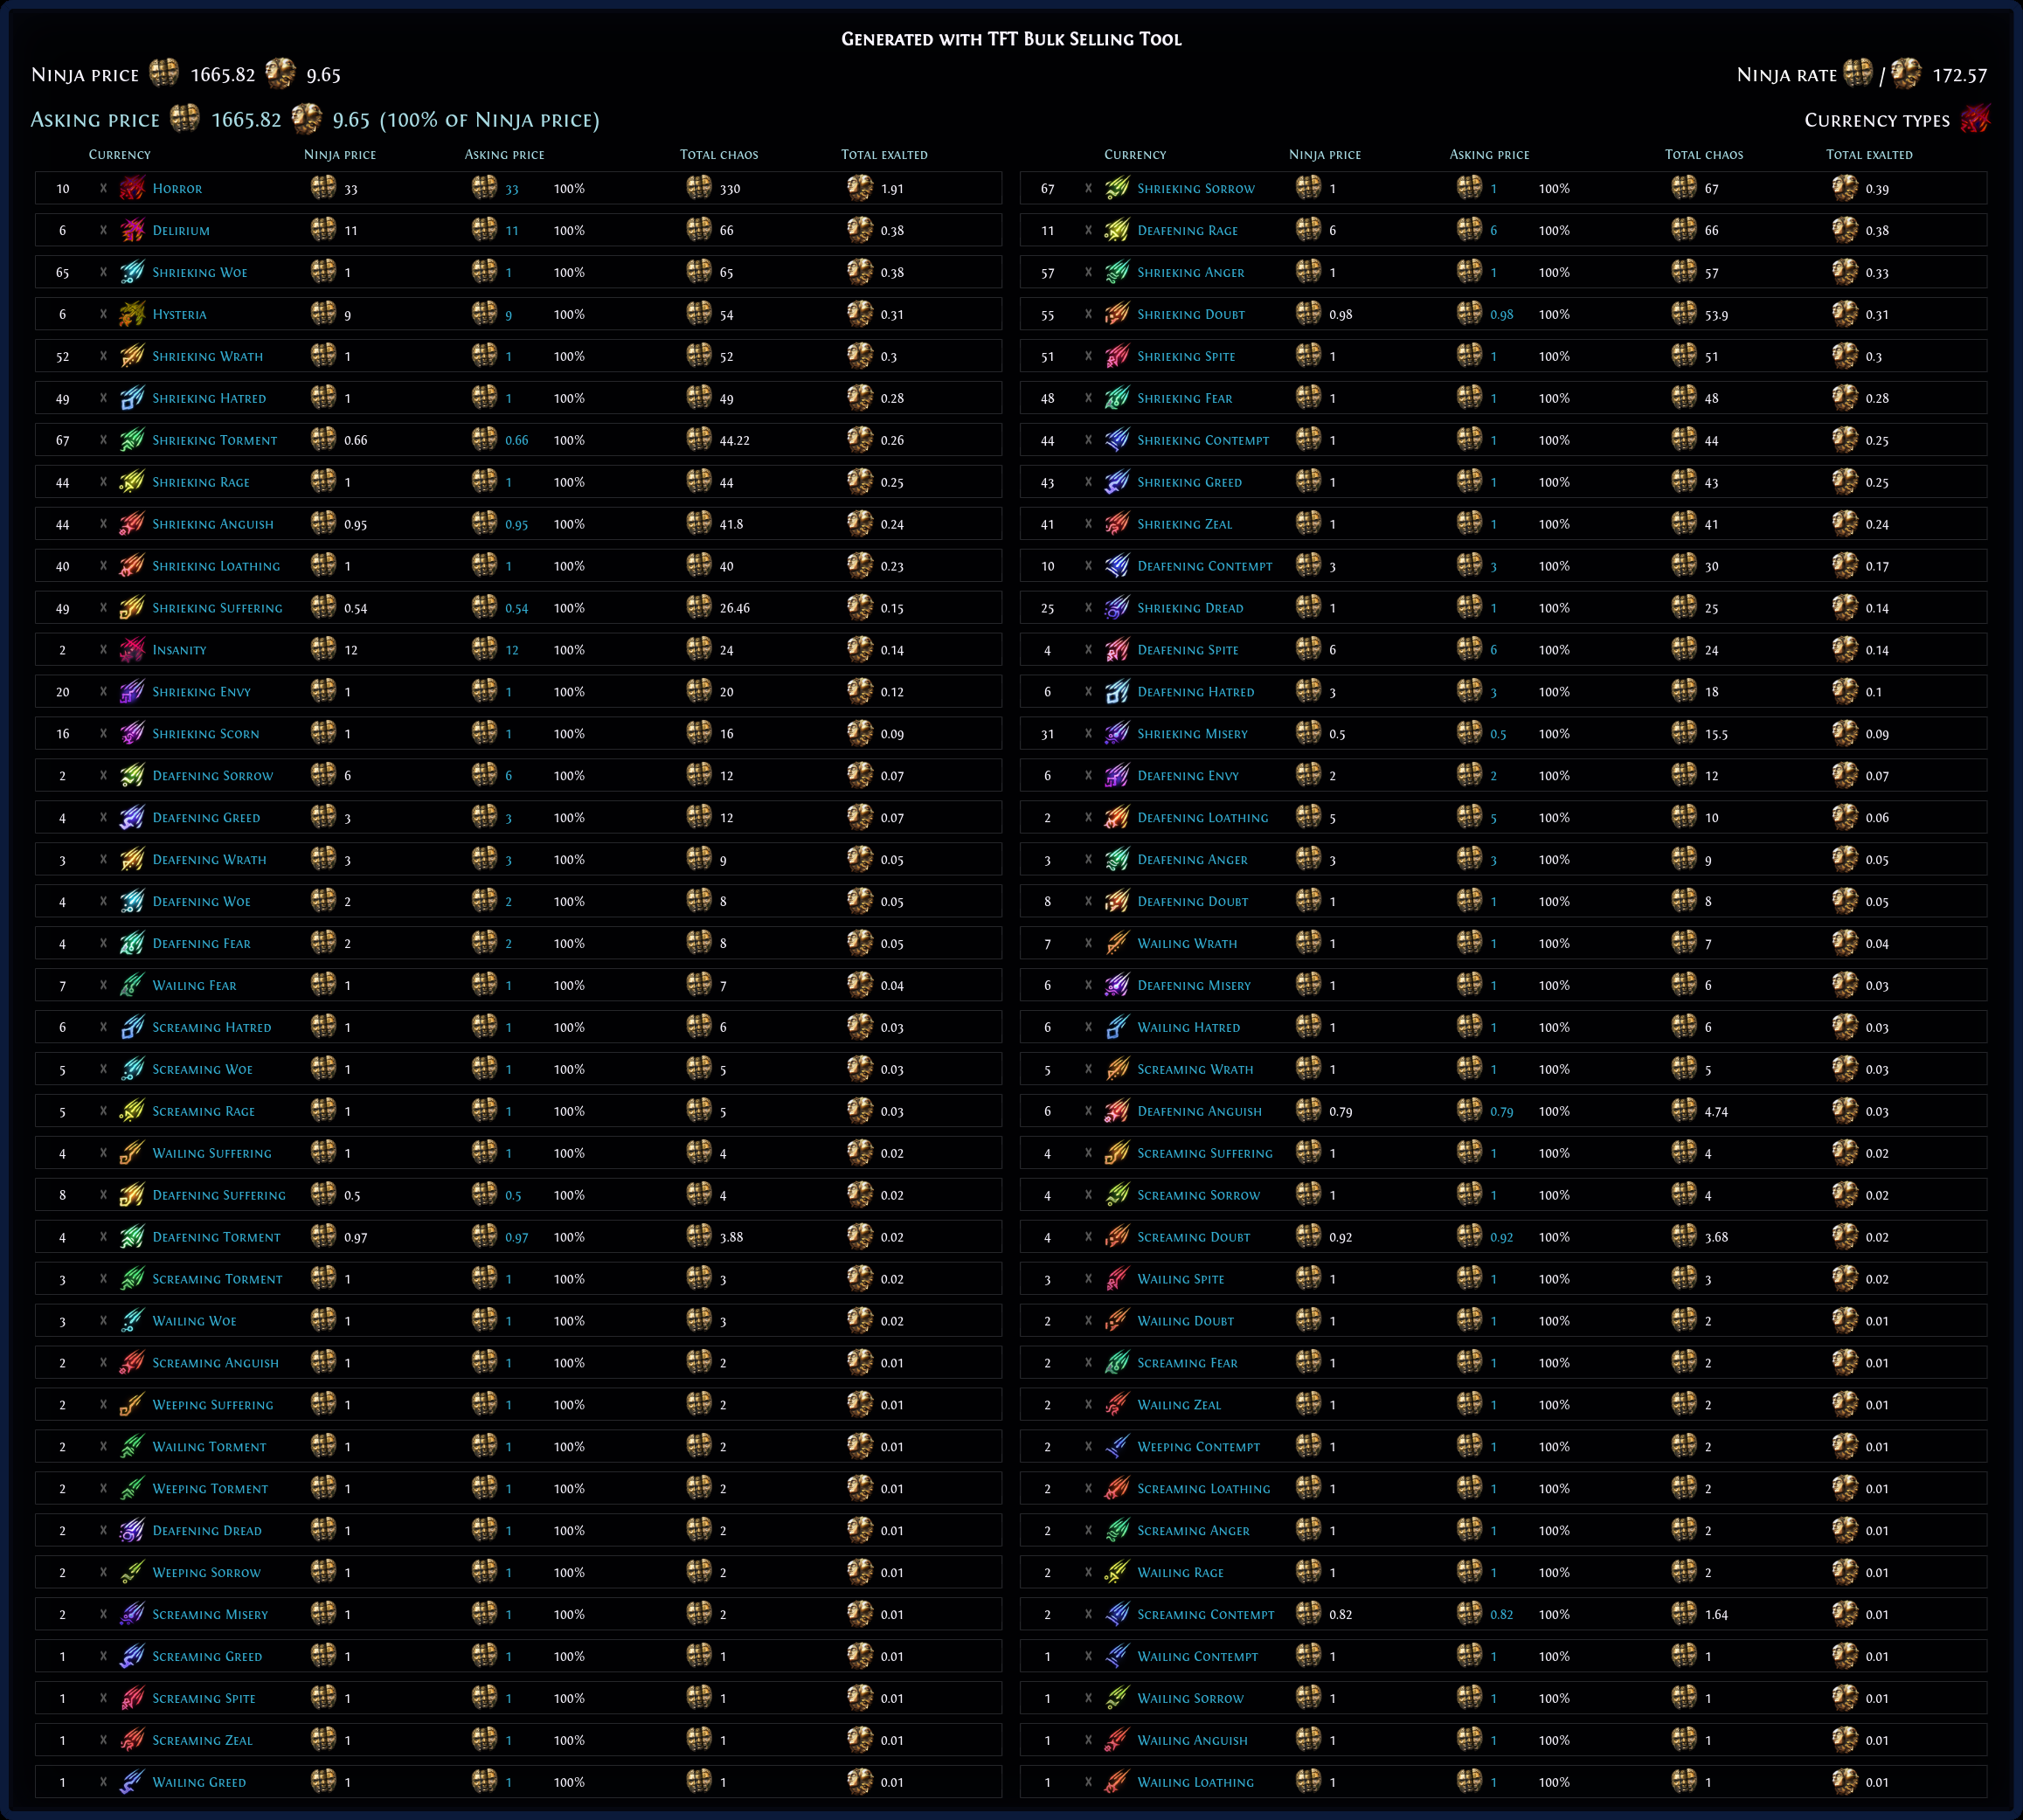 Generated with TFT Bulk Selling Tool
Ninja price 1665.82 9.65 Ninja rate / 172.57
Asking price 1665.82 9.65 (100% of Ninja price) Currency types
Currency Ninja price Asking price Total chaos Total exalted Currency Ninja price Asking price Total chaos Total exalted
10 x Horror 33 33 100% 330 1.91 67 x Shrieking Sorrow 1 1 100% 67 0.39
6 x Delirium 11 11 100% 66 0.38 11 x Deafening Rage 6 6 100% 66 0.38
65 x Shrieking Woe 1 1 100% 65 0.38 57 x Shrieking Anger 1 1 100% 57 0.33
6 x Hysteria 9 9 100% 54 0.31 55 x Shrieking Doubt 0.98 0.98 100% 53.9 0.31
52 x Shrieking Wrath 1 1 100% 52 0.3 51 x Shrieking Spite 1 1 100% 51 0.3
49 x Shrieking Hatred 1 1 100% 49 0.28 48 x Shrieking Fear 1 1 100% 48 0.28
67 x Shrieking Torment 0.66 0.66 100% 44.22 0.26 44 x Shrieking Contempt 1 1 100% 44 0.25
44 x Shrieking Rage 1 1 100% 44 0.25 43 x Shrieking Greed 1 1 100% 43 0.25
44 x Shrieking Anguish 0.95 0.95 100% 41.8 0.24 41 x Shrieking Zeal 1 1 100% 41 0.24
40 x Shrieking Loathing 1 1 100% 40 0.23 10 x Deafening Contempt 3 3 100% 30 0.17
49 x Shrieking Suffering 0.54 0.54 100% 26.46 0.15 25 x Shrieking Dread 1 1 100% 25 0.14
2 x Insanity 12 12 100% 24 0.14 4 x Deafening Spite 6 6 100% 24 0.14
20 x Shrieking Envy 1 1 100% 20 0.12 6 x Deafening Hatred 3 3 100% 18 0.1
16 x Shrieking Scorn 1 1 100% 16 0.09 31 x Shrieking Misery 0.5 0.5 100% 15.5 0.09
2 x Deafening Sorrow 6 6 100% 12 0.07 6 x Deafening Envy 2 2 100% 12 0.07
4 x Deafening Greed 3 3 100% 12 0.07 2 x Deafening Loathing 5 5 100% 10 0.06
3 x Deafening Wrath 3 3 100% 9 0.05 3 x Deafening Anger 3 3 100% 9 0.05
4 x Deafening Woe 2 2 100% 8 0.05 8 x Deafening Doubt 1 1 100% 8 0.05
4 x Deafening Fear 2 2 100% 8 0.05 7 x Wailing Wrath 1 1 100% 7 0.04
7 x Wailing Fear 1 1 100% 7 0.04 6 x Deafening Misery 1 1 100% 6 0.03
6 x Screaming Hatred 1 1 100% 6 0.03 6 x Wailing Hatred 1 1 100% 6 0.03
5 x Screaming Woe 1 1 100% 5 0.03 5 x Screaming Wrath 1 1 100% 5 0.03
5 x Screaming Rage 1 1 100% 5 0.03 6 x Deafening Anguish 0.79 0.79 100% 4.74 0.03
4 x Wailing Suffering 1 1 100% 4 0.02 4 x Screaming Suffering 1 1 100% 4 0.02
8 x Deafening Suffering 0.5 0.5 100% 4 0.02 4 x Screaming Sorrow 1 1 100% 4 0.02
4 x Deafening Torment 0.97 0.97 100% 3.88 0.02 4 x Screaming Doubt 0.92 0.92 100% 3.68 0.02
3 x Screaming Torment 1 1 100% 3 0.02 3 x Wailing Spite 1 1 100% 3 0.02
3 x Wailing Woe 1 1 100% 3 0.02 2 x Wailing Doubt 1 1 100% 2 0.01
2 x Screaming Anguish 1 1 100% 2 0.01 2 x Screaming Fear 1 1 100% 2 0.01
2 x Weeping Suffering 1 1 100% 2 0.01 2 x Wailing Zeal 1 1 100% 2 0.01
2 x Wailing Torment 1 1 100% 2 0.01 2 x Weeping Contempt 1 1 100% 2 0.01
2 x Weeping Torment 1 1 100% 2 0.01 2 x Screaming Loathing 1 1 100% 2 0.01
2 x Deafening Dread 1 1 100% 2 0.01 2 x Screaming Anger 1 1 100% 2 0.01
2 x Weeping Sorrow 1 1 100% 2 0.01 2 x Wailing Rage 1 1 100% 2 0.01
2 x Screaming Misery 1 1 100% 2 0.01 2 x Screaming Contempt 0.82 0.82 100% 1.64 0.01
1 x Screaming Greed 1 1 100% 1 0.01 1 x Wailing Contempt 1 1 100% 1 0.01
1 x Screaming Spite 1 1 100% 1 0.01 1 x Wailing Sorrow 1 1 100% 1 0.01
1 x Screaming Zeal 1 1 100% 1 0.01 1 x Wailing Anguish 1 1 100% 1 0.01
1 x Wailing Greed 1 1 100% 1 0.01 1 x Wailing Loathing 1 1 100% 1 0.01